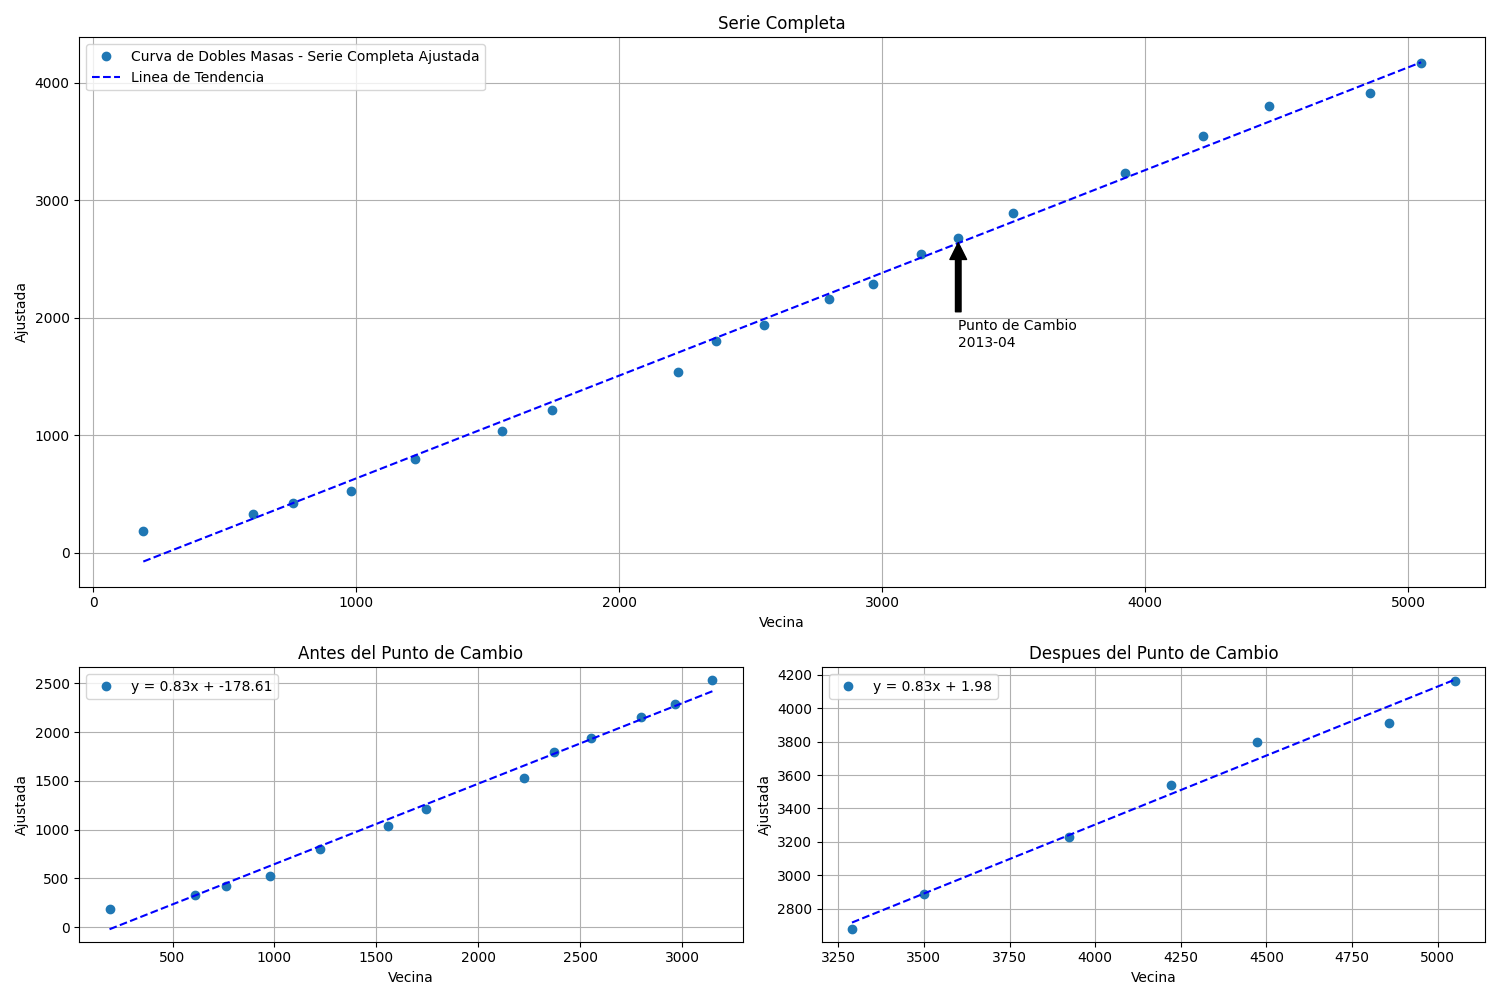 Serie Completa
Curva de Dobles Masas - Serie Completa Ajustada
Linea de Tendencia
4000
3000
2000
1000
0
Ajustada
Punto de Cambio
2013-04
0 1000 2000 3000 4000 5000
Vecina
Antes del Punto de Cambio
y = 0.83x + -178.61
2500
2000
1500
1000
500
0
Ajustada
500 1000 1500 2000 2500 3000
Vecina
Despues del Punto de Cambio
y = 0.83x + 1.98
4200
4000
3800
3600
3400
3200
3000
2800
Ajustada
3250 3500 3750 4000 4250 4500 4750 5000
Vecina